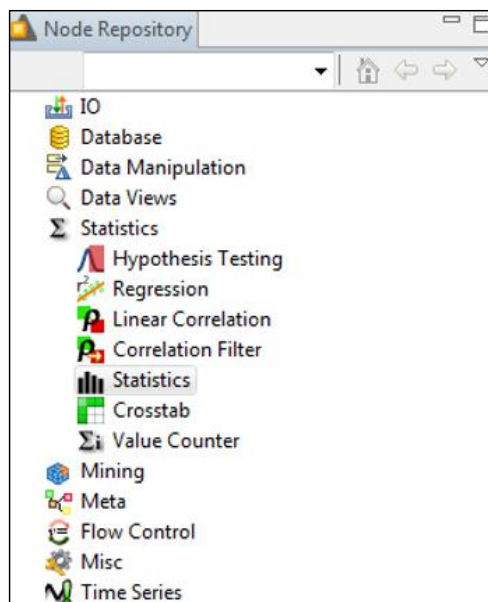 Node Repository
IO
Database
Data Manipulation
Data Views
Statistics
Hypothesis Testing
Regression
Linear Correlation
Correlation Filter
Statistics
Crosstab
Value Counter
Mining
Meta
Flow Control
Misc
Time Series